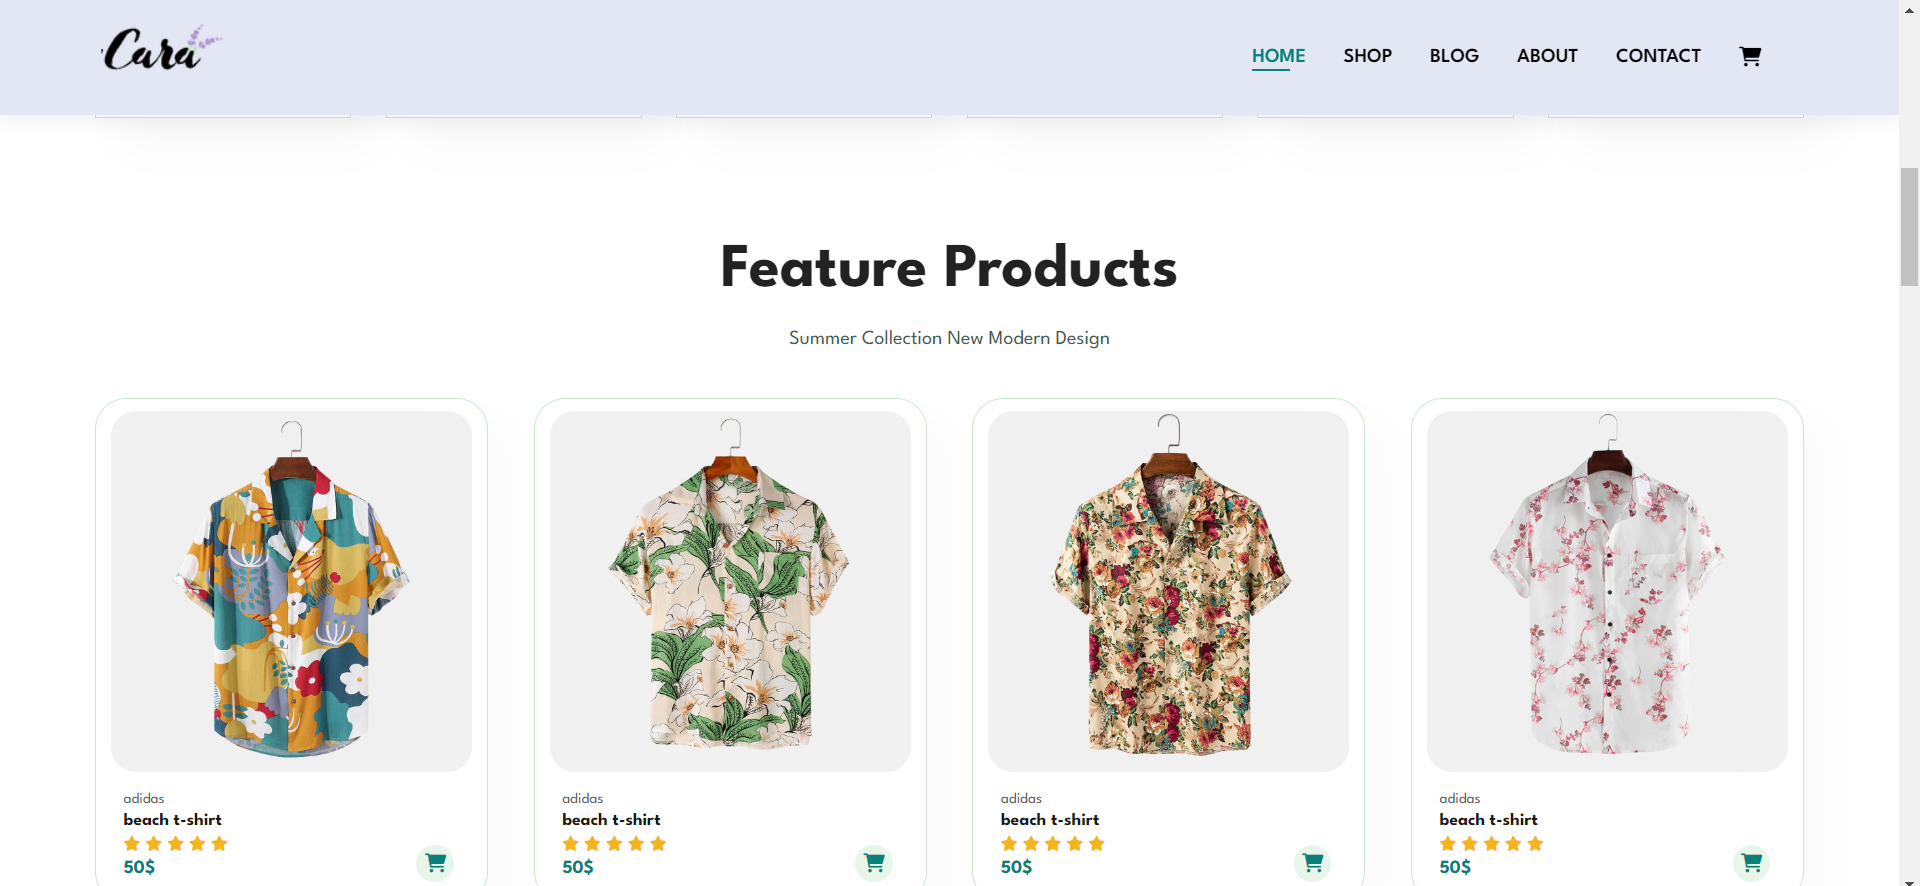 Cara
HOME SHOP BLOG ABOUT CONTACT
Feature Products
Summer Collection New Modern Design
adidas
beach t-shirt
50$
adidas
beach t-shirt
50$
adidas
beach t-shirt
50$
adidas
beach t-shirt
50$